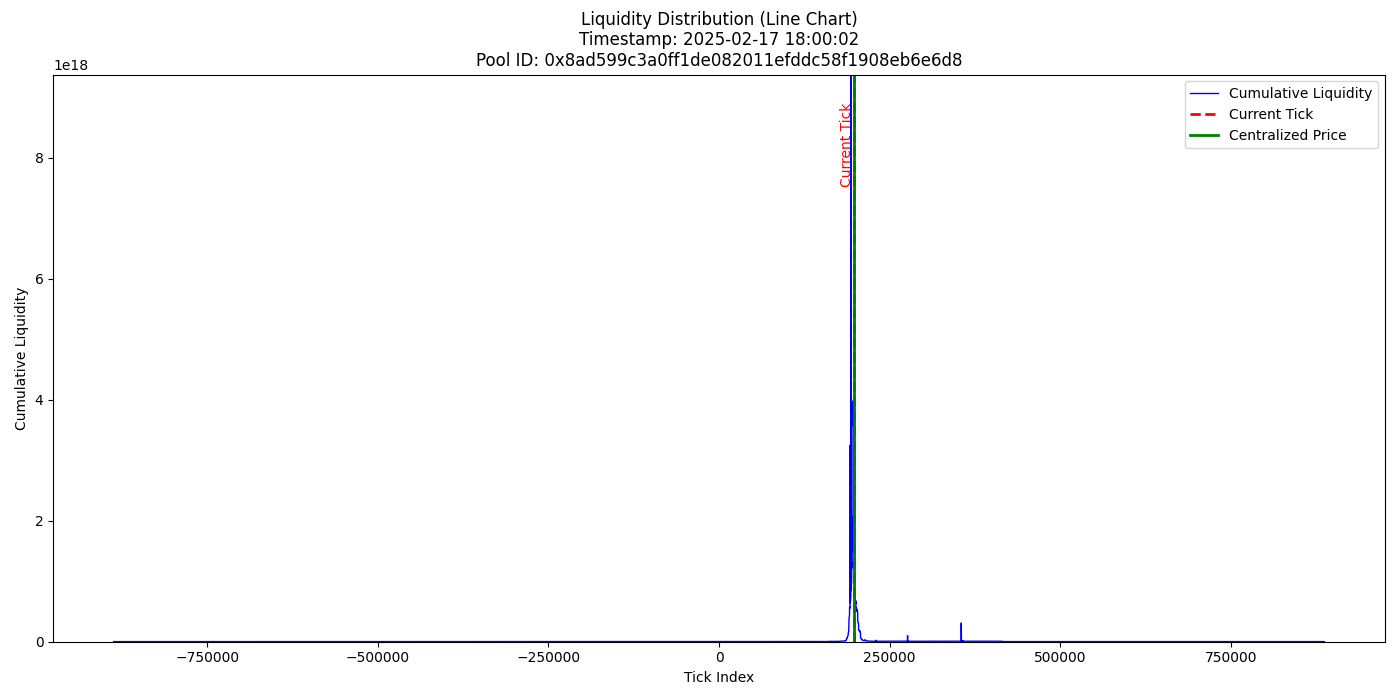 Liquidity Distribution (Line Chart)
Timestamp: 2025-02-17 18:00:02
Pool ID: 0x8ad599c3a0ff1de082011efddc58f1908eb6e6d8
1e18
Cumulative Liquidity
Current Tick
Centralized Price
Current Tick
8
6
4
2
0
Cumulative Liquidity
−750000
−500000
−250000
0
250000
500000
750000
Tick Index